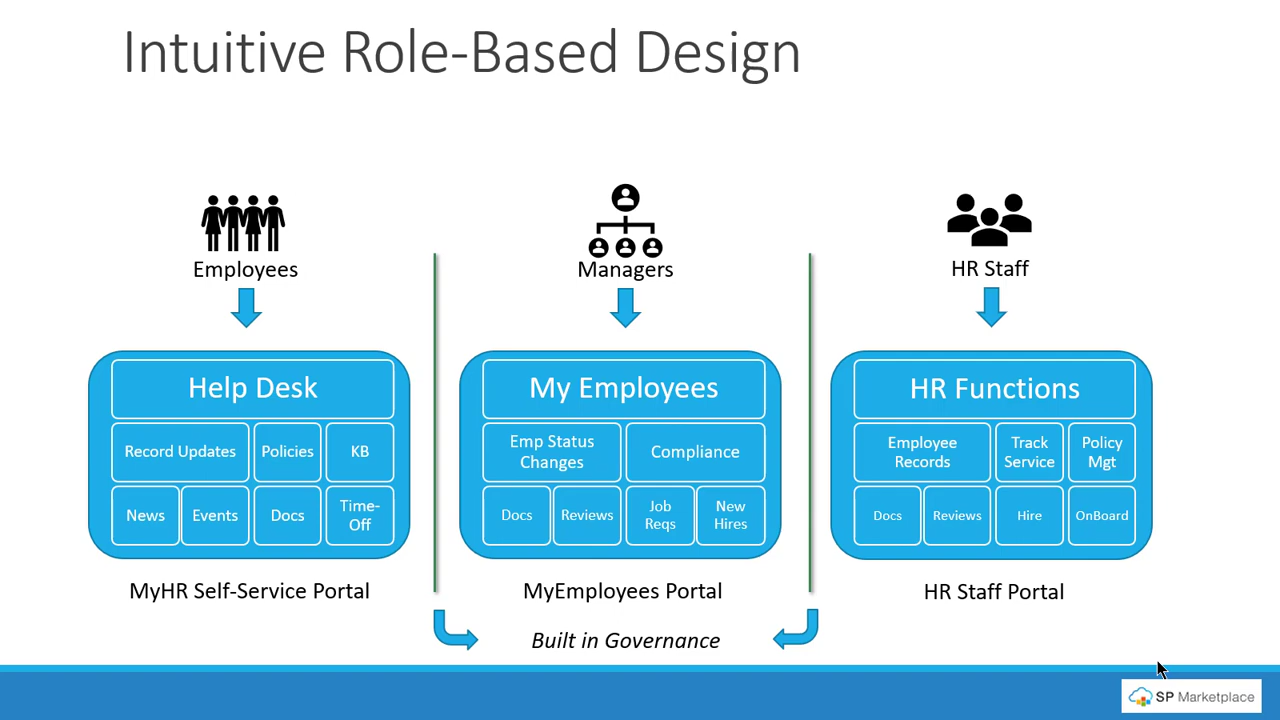 Intuitive Role-Based Design
Employees
Managers
HR Staff
Help Desk
Record Updates
Policies
KB
News
Events
Docs
Time-
Off
MyHR Self-Service Portal
My Employees
Emp Status
Changes
Compliance
Docs
Reviews
Job
Reqs
New
Hires
MyEmployees Portal
HR Functions
Employee
Records
Track
Service
Policy
Mgt
Docs
Reviews
Hire
OnBoard
HR Staff Portal
Built in Governance
SP Marketplace